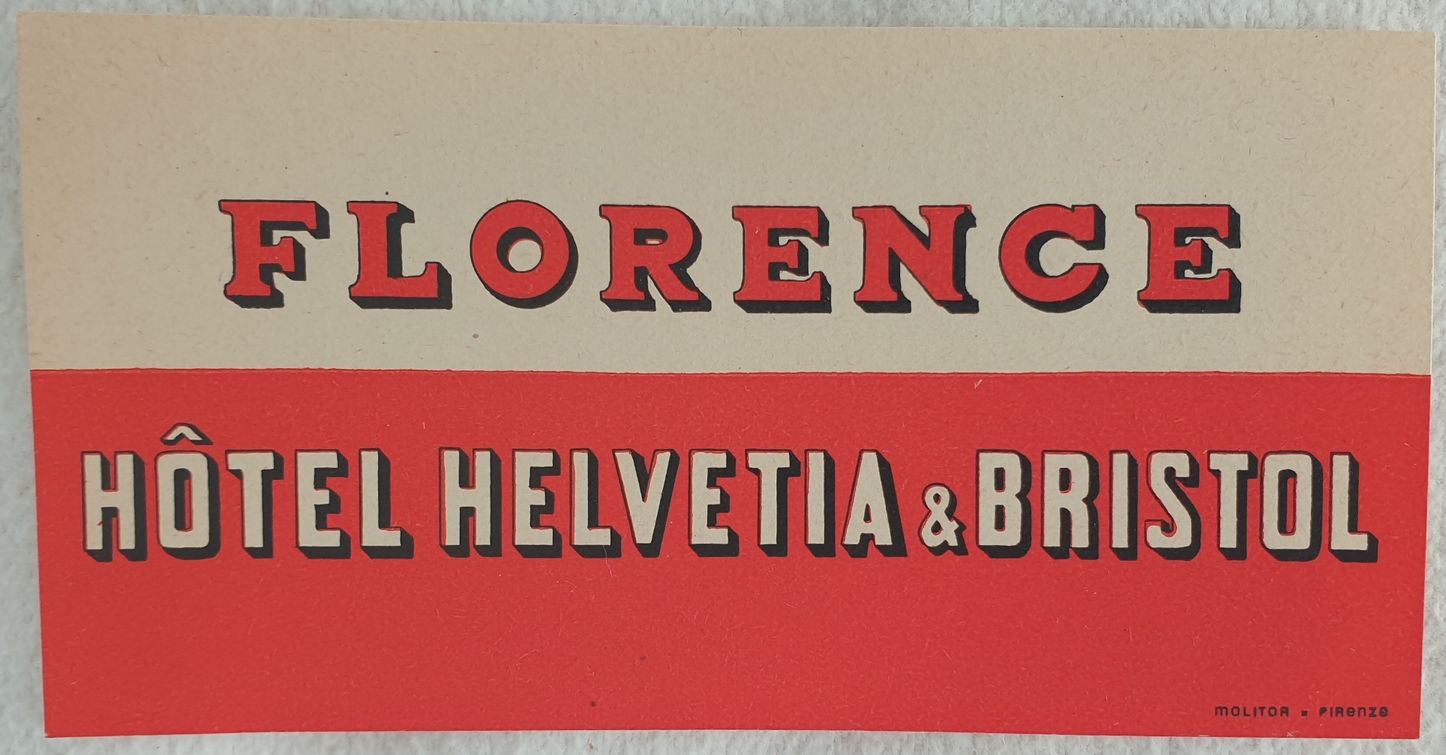 FLORENCE
HÔTEL HELVETIA & BRISTOL
MOLITOR ▪ FIRENZE